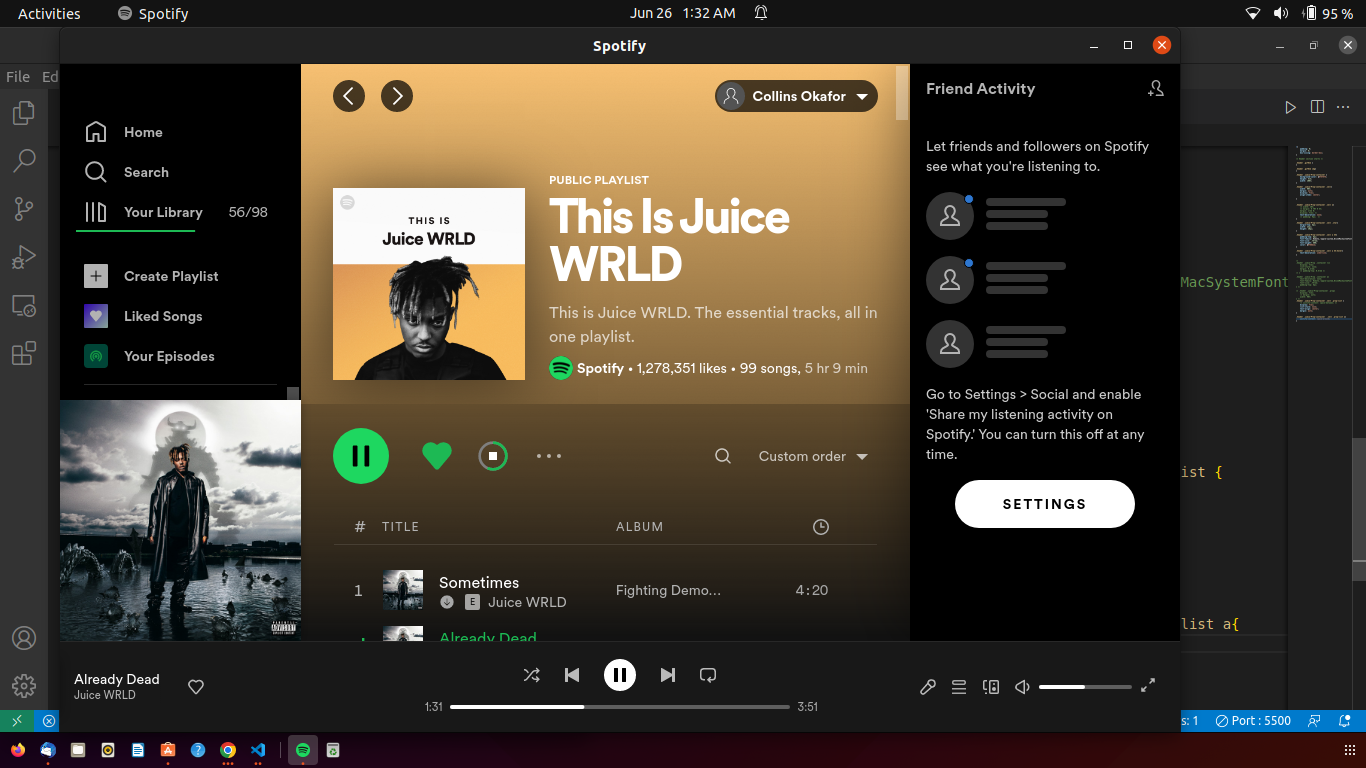 Activities
Spotify
Jun 26 1:32 AM
95 %
Spotify
File Ed
Home
Search
Your Library 56/98
Create Playlist
Liked Songs
Your Episodes
Collins Okafor
PUBLIC PLAYLIST
This Is Juice
WRLD
This is Juice WRLD. The essential tracks, all in
one playlist.
Spotify • 1,278,351 likes • 99 songs, 5 hr 9 min
THIS IS
Juice WRLD
Custom order
# TITLE ALBUM
1 Sometimes Fighting Demo... 4:20
E Juice WRLD
Already Dead
Friend Activity
Let friends and followers on Spotify
see what you're listening to.
Go to Settings > Social and enable
'Share my listening activity on
Spotify.' You can turn this off at any
time.
SETTINGS
MacSystemFont
ist {
list a{
Already Dead
Juice WRLD
1:31
3:51
s: 1
Port : 5500